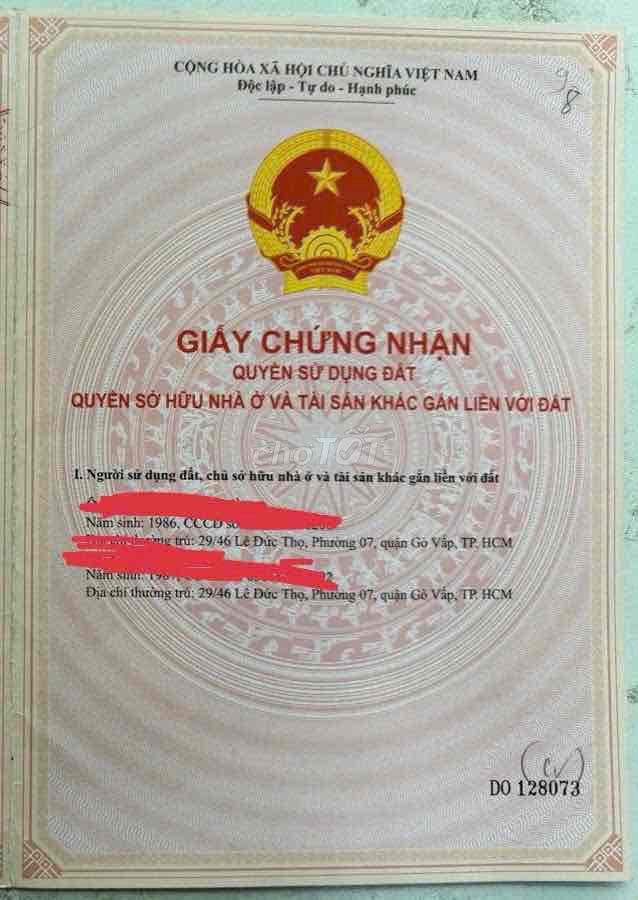 CỘNG HÒA XÃ HỘI CHỦ NGHĨA VIỆT NAM
Độc lập - Tự do - Hạnh phúc
98
VIỆT NAM
GIẤY CHỨNG NHẬN
QUYỀN SỬ DỤNG ĐẤT
QUYỀN SỞ HỮU NHÀ Ở VÀ TÀI SẢN KHÁC GẮN LIỀN VỚI ĐẤT
choTỐT
I. Người sử dụng đất, chủ sở hữu nhà ở và tài sản khác gắn liền với đất
Năm sinh: 1986, CCCD số
thường trú: 29/46 Lê Đức Thọ, Phường 07, quận Gò Vấp, TP. HCM
Năm sinh:
Địa chỉ thường trú: 29/46 Lê Đức Thọ, Phường 07, quận Gò Vấp, TP. HCM
DO 128073